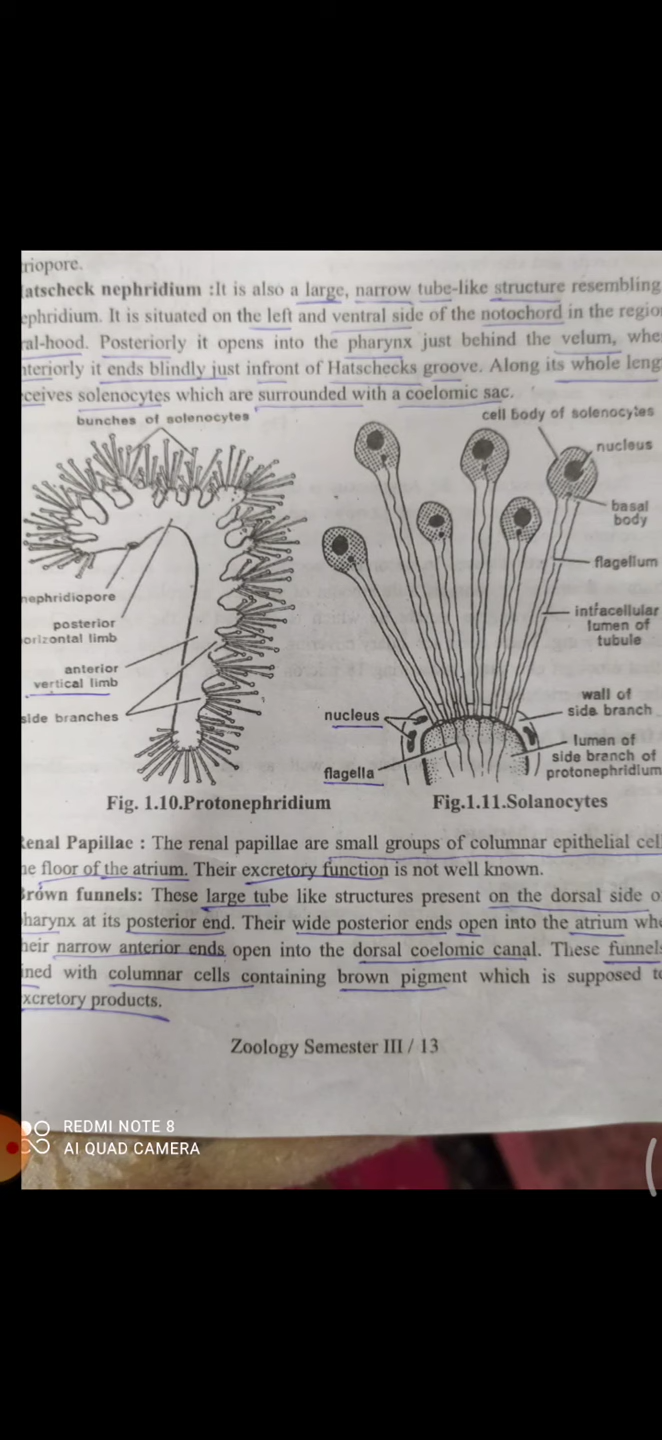 riopore.
atscheck nephridium :It is also a large, narrow tube-like structure resembling
ephridium. It is situated on the left and ventral side of the notochord in the regio
al-hood. Posteriorly it opens into the pharynx just behind the velum, whe
nteriorly it ends blindly just infront of Hatschecks groove. Along its whole leng
ceives solenocytes which are surrounded with a coelomic sac.
bunches of solenocytes
nephridiopore
posterior
orizontal limb
anterior
vertical limb
side branches
cell body of solenocytes
nucleus
basal
body
flagellum
intracellular
lumen of
tubule
wall of
side branch
nucleus
flagella
lumen of
side branch of
protonephridium
Fig. 1.10.Protonephridium
Fig.1.11.Solanocytes
Renal Papillae : The renal papillae are small groups of columnar epithelial cel
he floor of the atrium. Their excretory function is not well known.
Brown funnels: These large tube like structures present on the dorsal side o
harynx at its posterior end. Their wide posterior ends open into the atrium whe
heir narrow anterior ends open into the dorsal coelomic canal. These funnels
ined with columnar cells containing brown pigment which is supposed to
xcretory products.
Zoology Semester III / 13
REDMI NOTE 8
AI QUAD CAMERA